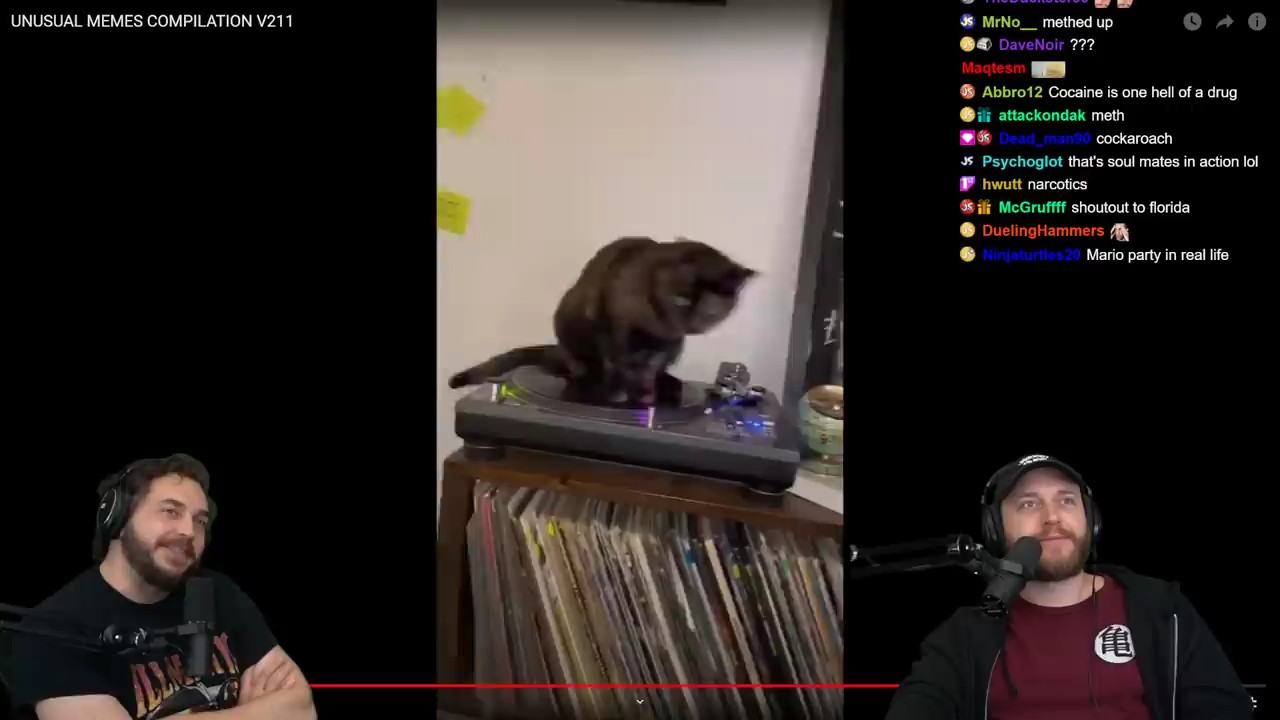 UNUSUAL MEMES COMPILATION V211
MrNo__ methed up
DaveNoir ???
Maqtesm
Abbro12 Cocaine is one hell of a drug
attackondak meth
Dead_man90 cockaroach
Psychoglot that's soul mates in action lol
hwutt narcotics
McGruffff shoutout to florida
DuelingHammers
Ninjaturtles20 Mario party in real life
亀